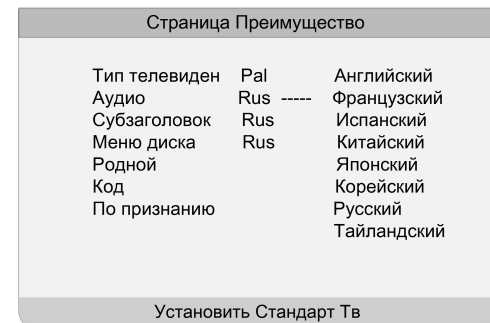 Страница Преимущество
Тип телевиден Pal Английский
Аудио Rus ----- Французский
Субзаголовок Rus Испанский
Меню диска Rus Китайский
Родной Японский
Код Корейский
По признанию Русский
Тайландский
Установить Стандарт Тв